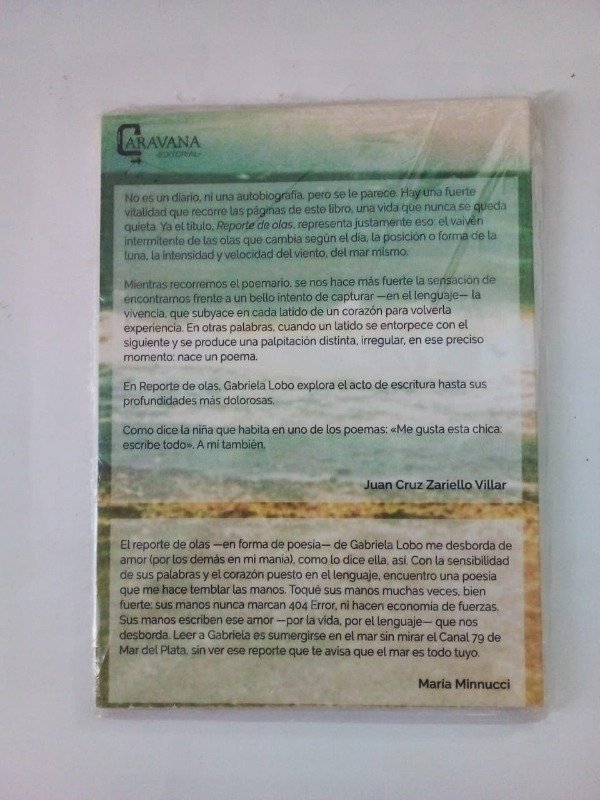 CARAVANA
-EDITORIAL-
No es un diario, ni una autobiografía, pero se le parece. Hay una fuerte
vitalidad que recorre las páginas de este libro, una vida que nunca se queda
quieta. Ya el título, Reporte de olas, representa justamente eso: el vaivén
intermitente de las olas que cambia según el día, la posición o forma de la
luna, la intensidad y velocidad del viento, del mar mismo.
Mientras recorremos el poemario, se nos hace más fuerte la sensación de
encontrarnos frente a un bello intento de capturar —en el lenguaje— la
vivencia, que subyace en cada latido de un corazón para volverla
experiencia. En otras palabras, cuando un latido se entorpece con el
siguiente y se produce una palpitación distinta, irregular, en ese preciso
momento: nace un poema.
En Reporte de olas, Gabriela Lobo explora el acto de escritura hasta sus
profundidades más dolorosas.
Como dice la niña que habita en uno de los poemas: «Me gusta esta chica:
escribe todo». A mí también.
Juan Cruz Zariello Villar
El reporte de olas —en forma de poesía— de Gabriela Lobo me desborda de
amor (por los demás en mi manía), como lo dice ella, así. Con la sensibilidad
de sus palabras y el corazón puesto en el lenguaje, encuentro una poesía
que me hace temblar las manos. Toqué sus manos muchas veces, bien
fuerte: sus manos nunca marcan 404 Error, ni hacen economía de fuerzas.
Sus manos escriben ese amor —por la vida, por el lenguaje— que nos
desborda. Leer a Gabriela es sumergirse en el mar sin mirar el Canal 79 de
Mar del Plata, sin ver ese reporte que te avisa que el mar es todo tuyo.
María Minnucci